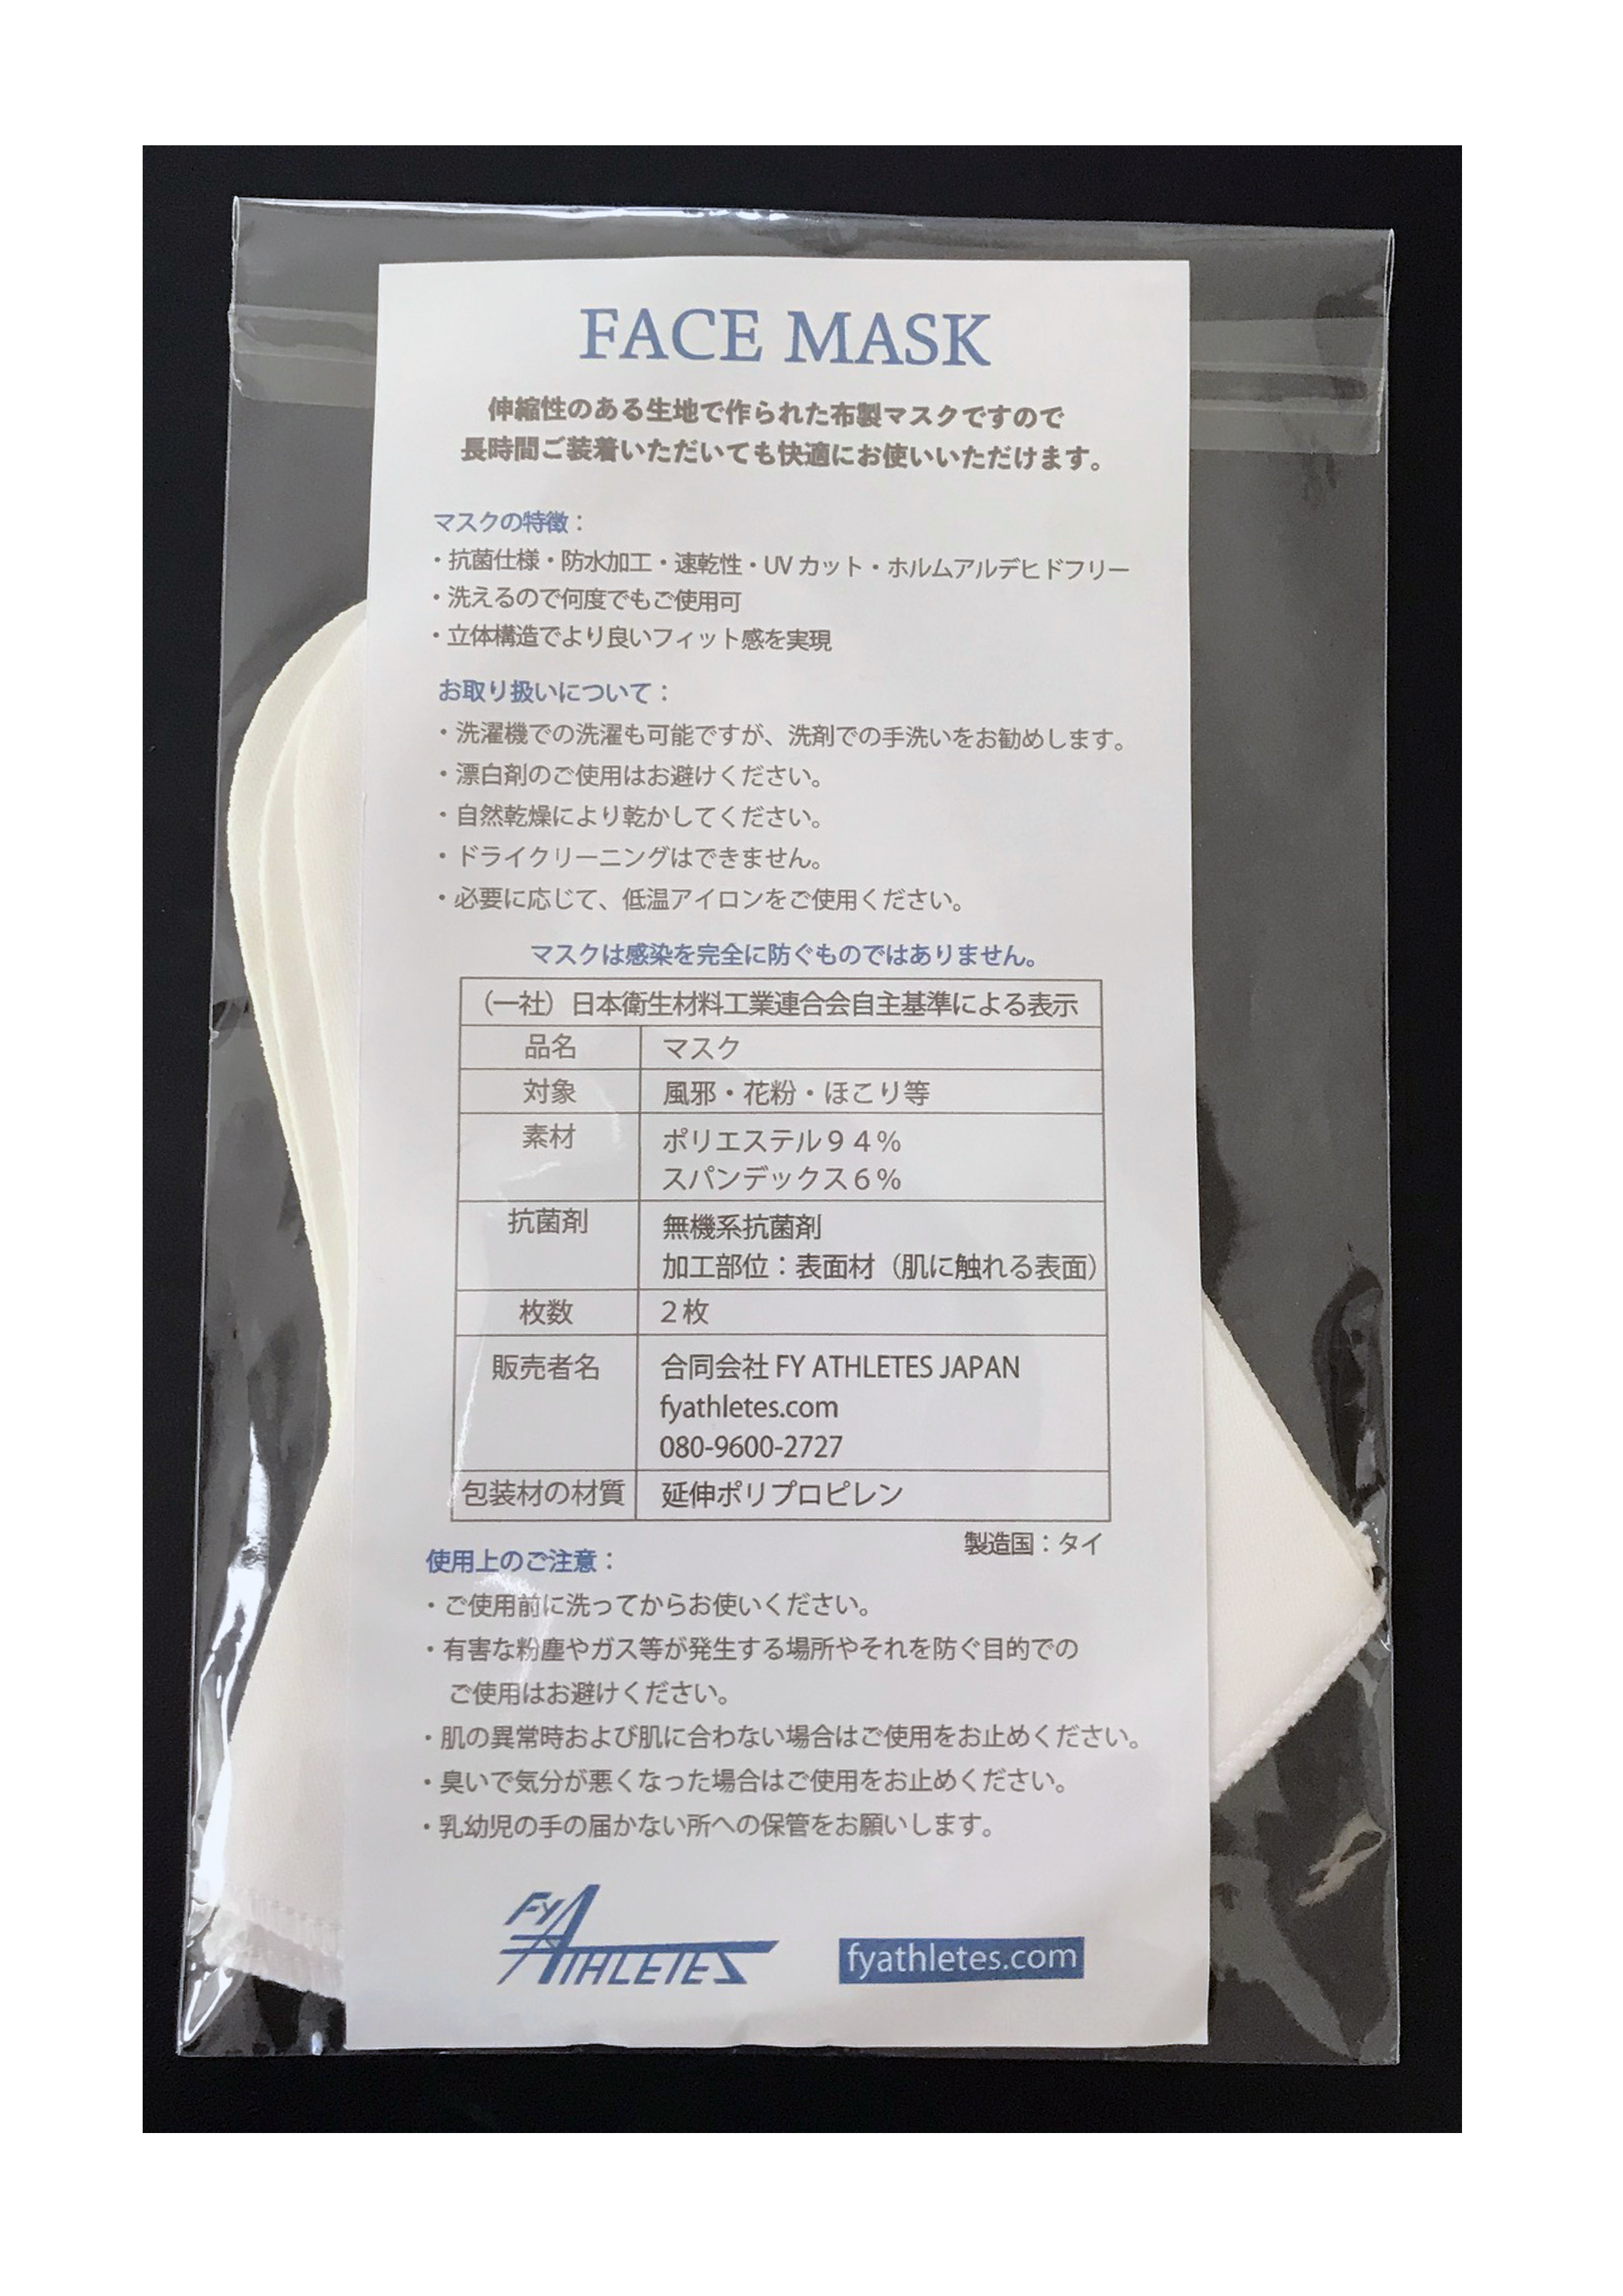 FACE MASK
伸縮性のある生地で作られた布製マスクですので
長時間ご装着いただいても快適にお使いいただけます。
マスクの特徴：
・抗菌仕様・防水加工・速乾性・UV カット・ホルムアルデヒドフリー
・洗えるので何度でもご使用可
・立体構造でより良いフィット感を実現
お取り扱いについて：
・洗濯機での洗濯も可能ですが、洗剤での手洗いをお勧めします。
・漂白剤のご使用はお避けください。
・自然乾燥により乾かしてください。
・ドライクリーニングはできません。
・必要に応じて、低温アイロンをご使用ください。
マスクは感染を完全に防ぐものではありません。
（一社）日本衛生材料工業連合会自主基準による表示
品名 マスク
対象 風邪・花粉・ほこり等
素材 ポリエステル９４％
スパンデックス６％
抗菌剤 無機系抗菌剤
加工部位：表面材（肌に触れる表面）
枚数 ２枚
販売者名 合同会社 FY ATHLETES JAPAN
fyathletes.com
080-9600-2727
包装材の材質 延伸ポリプロピレン
製造国：タイ
使用上のご注意：
・ご使用前に洗ってからお使いください。
・有害な粉塵やガス等が発生する場所やそれを防ぐ目的での
ご使用はお避けください。
・肌の異常時および肌に合わない場合はご使用をお止めください。
・臭いで気分が悪くなった場合はご使用をお止めください。
・乳幼児の手の届かない所への保管をお願いします。
FY ATHLETES
fyathletes.com